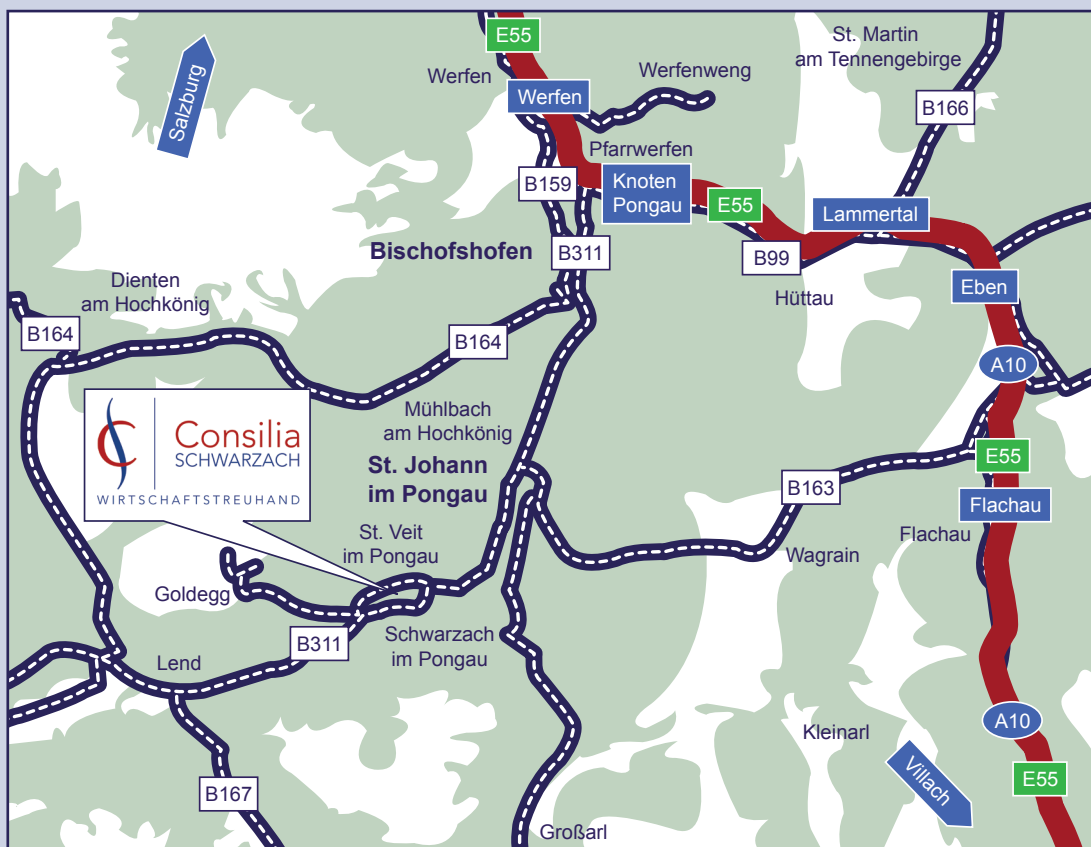 E55
St. Martin
am Tennengebirge
Salzburg
Werfen
Werfenweng
Werfen
B166
Pfarrwerfen
B159
Knoten
Pongau
E55
Lammertal
Bischofshofen
B311
B99
Dienten
am Hochkönig
Eben
Hüttau
B164
B164
A10
Mühlbach
am Hochkönig
C
Consilia
SCHWARZACH
WIRTSCHAFTSTREUHAND
St. Johann
im Pongau
E55
B163
Flachau
St. Veit
im Pongau
Flachau
Wagrain
Goldegg
Schwarzach
im Pongau
B311
Lend
A10
Kleinarl
Villach
E55
B167
Großarl